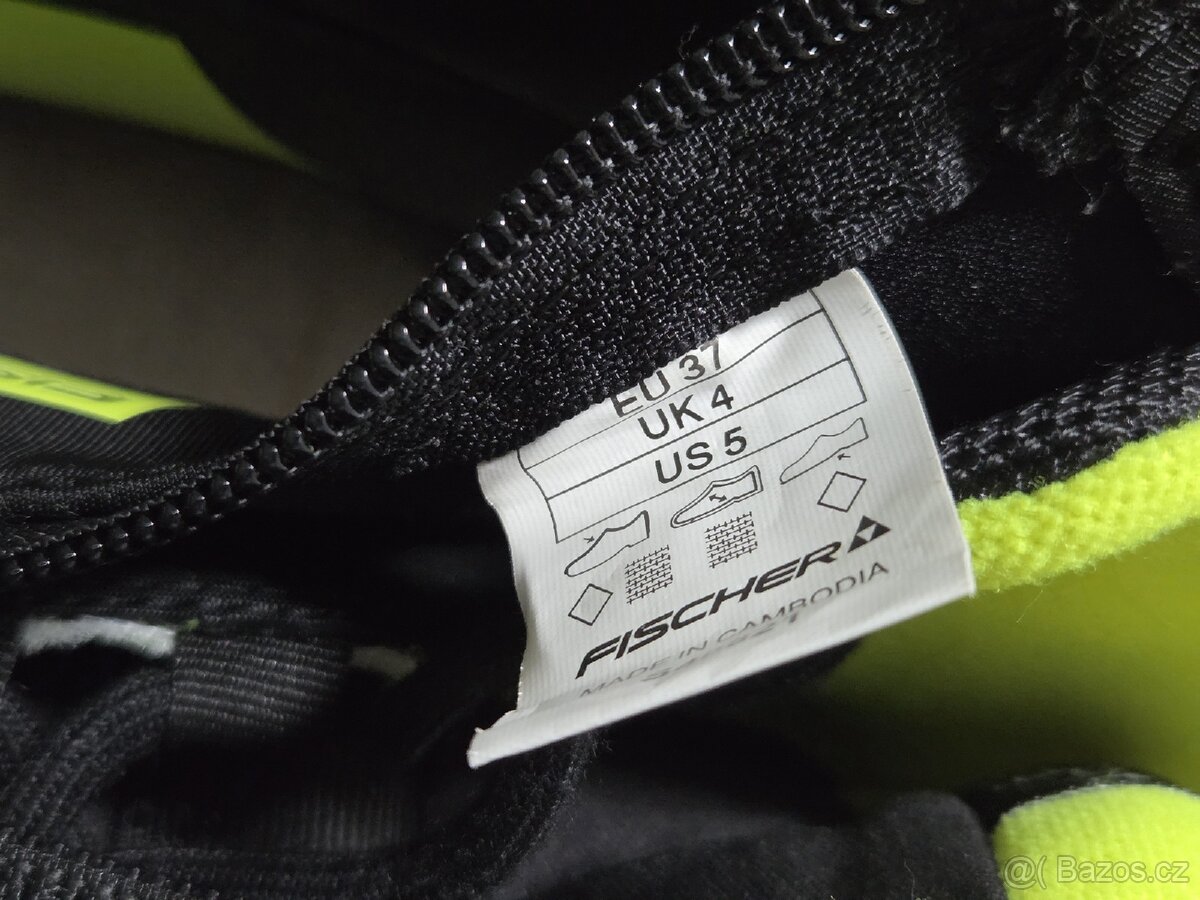 EU 37
UK 4
US 5
FISCHER
MADE IN CAMBODIA
@( Bazos.cz